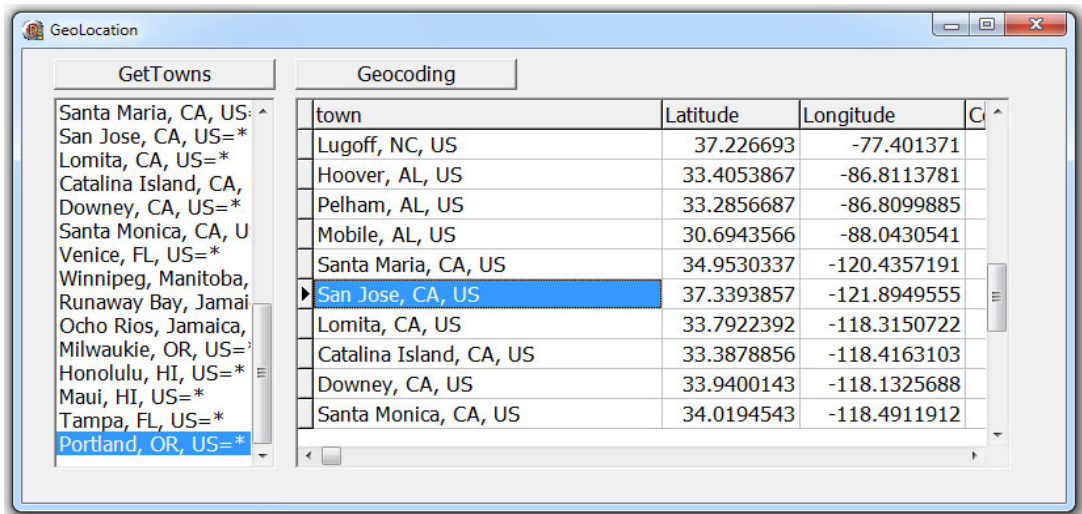 GeoLocation
GetTowns
Geocoding
Santa Maria, CA, US=
San Jose, CA, US=*
Lomita, CA, US=*
Catalina Island, CA,
Downey, CA, US=*
Santa Monica, CA, U
Venice, FL, US=*
Winnipeg, Manitoba,
Runaway Bay, Jamai
Ocho Rios, Jamaica,
Milwaukie, OR, US=*
Honolulu, HI, US=*
Maui, HI, US=*
Tampa, FL, US=*
Portland, OR, US=*
town Latitude Longitude
Lugoff, NC, US 37.226693 -77.401371
Hoover, AL, US 33.4053867 -86.8113781
Pelham, AL, US 33.2856687 -86.8099885
Mobile, AL, US 30.6943566 -88.0430541
Santa Maria, CA, US 34.9530337 -120.4357191
San Jose, CA, US 37.3393857 -121.8949555
Lomita, CA, US 33.7922392 -118.3150722
Catalina Island, CA, US 33.3878856 -118.4163103
Downey, CA, US 33.9400143 -118.1325688
Santa Monica, CA, US 34.0194543 -118.4911912